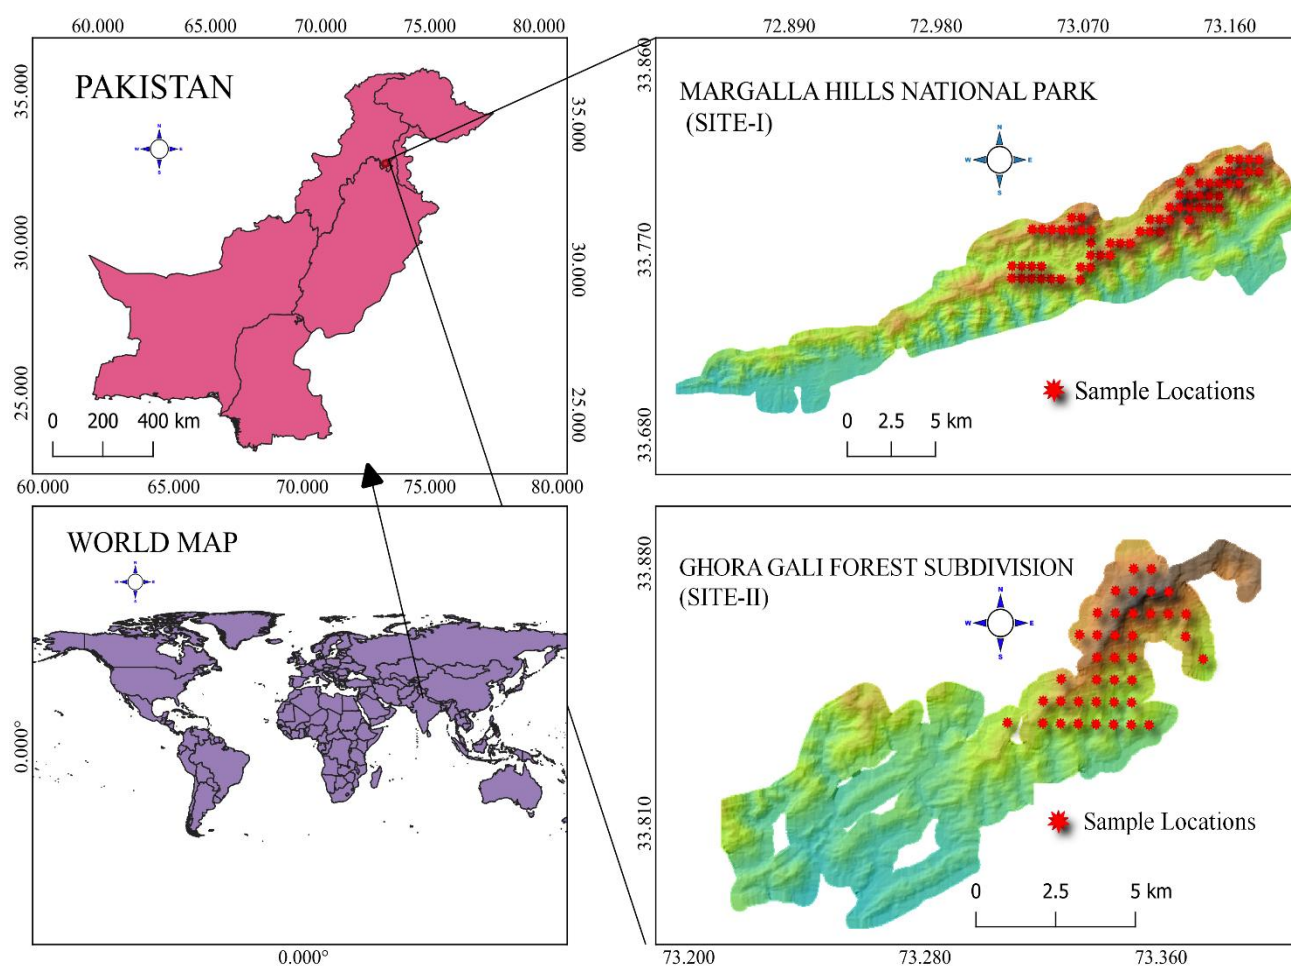 60.000 65.000 70.000 75.000 80.000
72.890 72.980 73.070 73.160
35.000
30.000
25.000
PAKISTAN
N
W E
S
35.000
30.000
25.000
0 200 400 km
60.000 65.000 70.000 75.000 80.000
33.860
33.770
33.680
MARGALLA HILLS NATIONAL PARK
(SITE-I)
N
W E
S
Sample Locations
0 2.5 5 km
WORLD MAP
N
W E
S
0.000°
0.000°
33.880
33.810
GHORA GALI FOREST SUBDIVISION
(SITE-II)
N
W E
S
Sample Locations
0 2.5 5 km
73.200 73.280 73.360